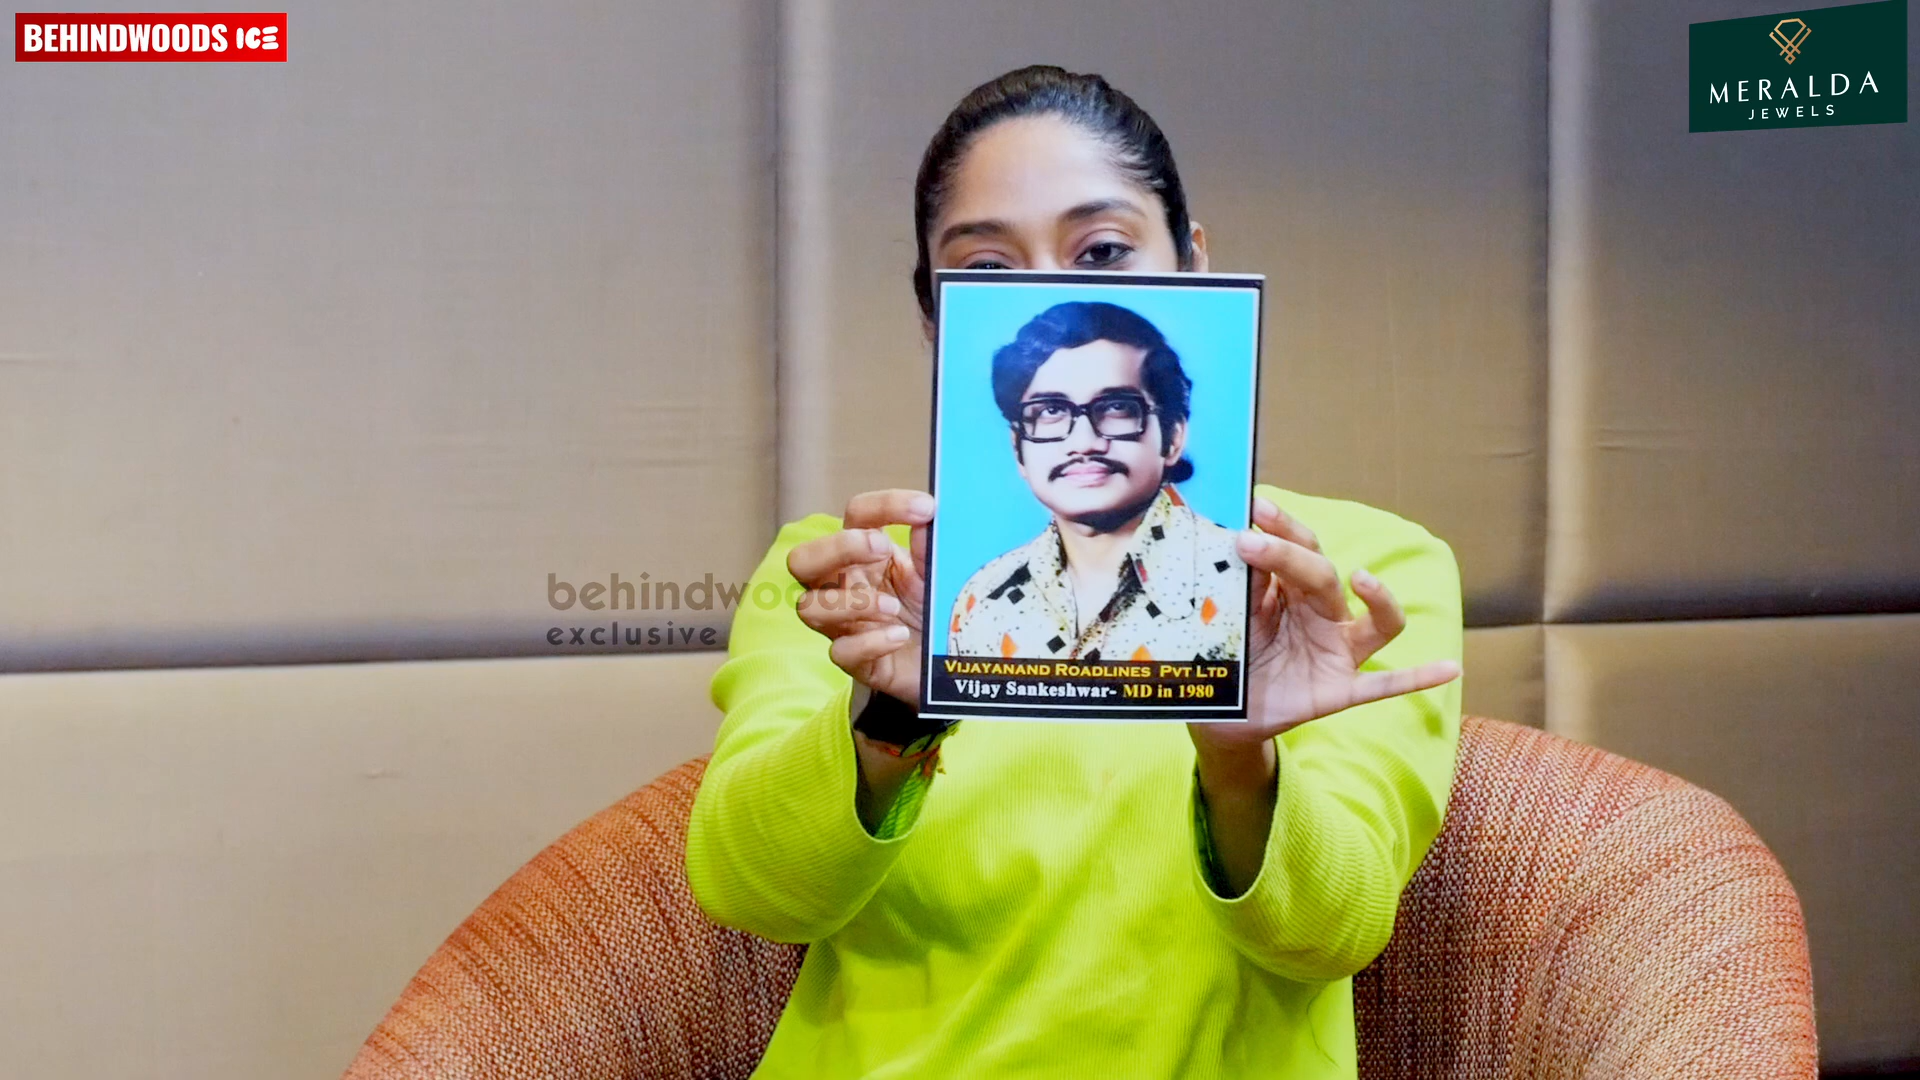 BEHINDWOODS ICE
MERALDA
JEWELS
behindwoods
exclusive
VIJAYANAND ROADLINES PVT LTD
Vijay Sankeshwar- MD in 1980